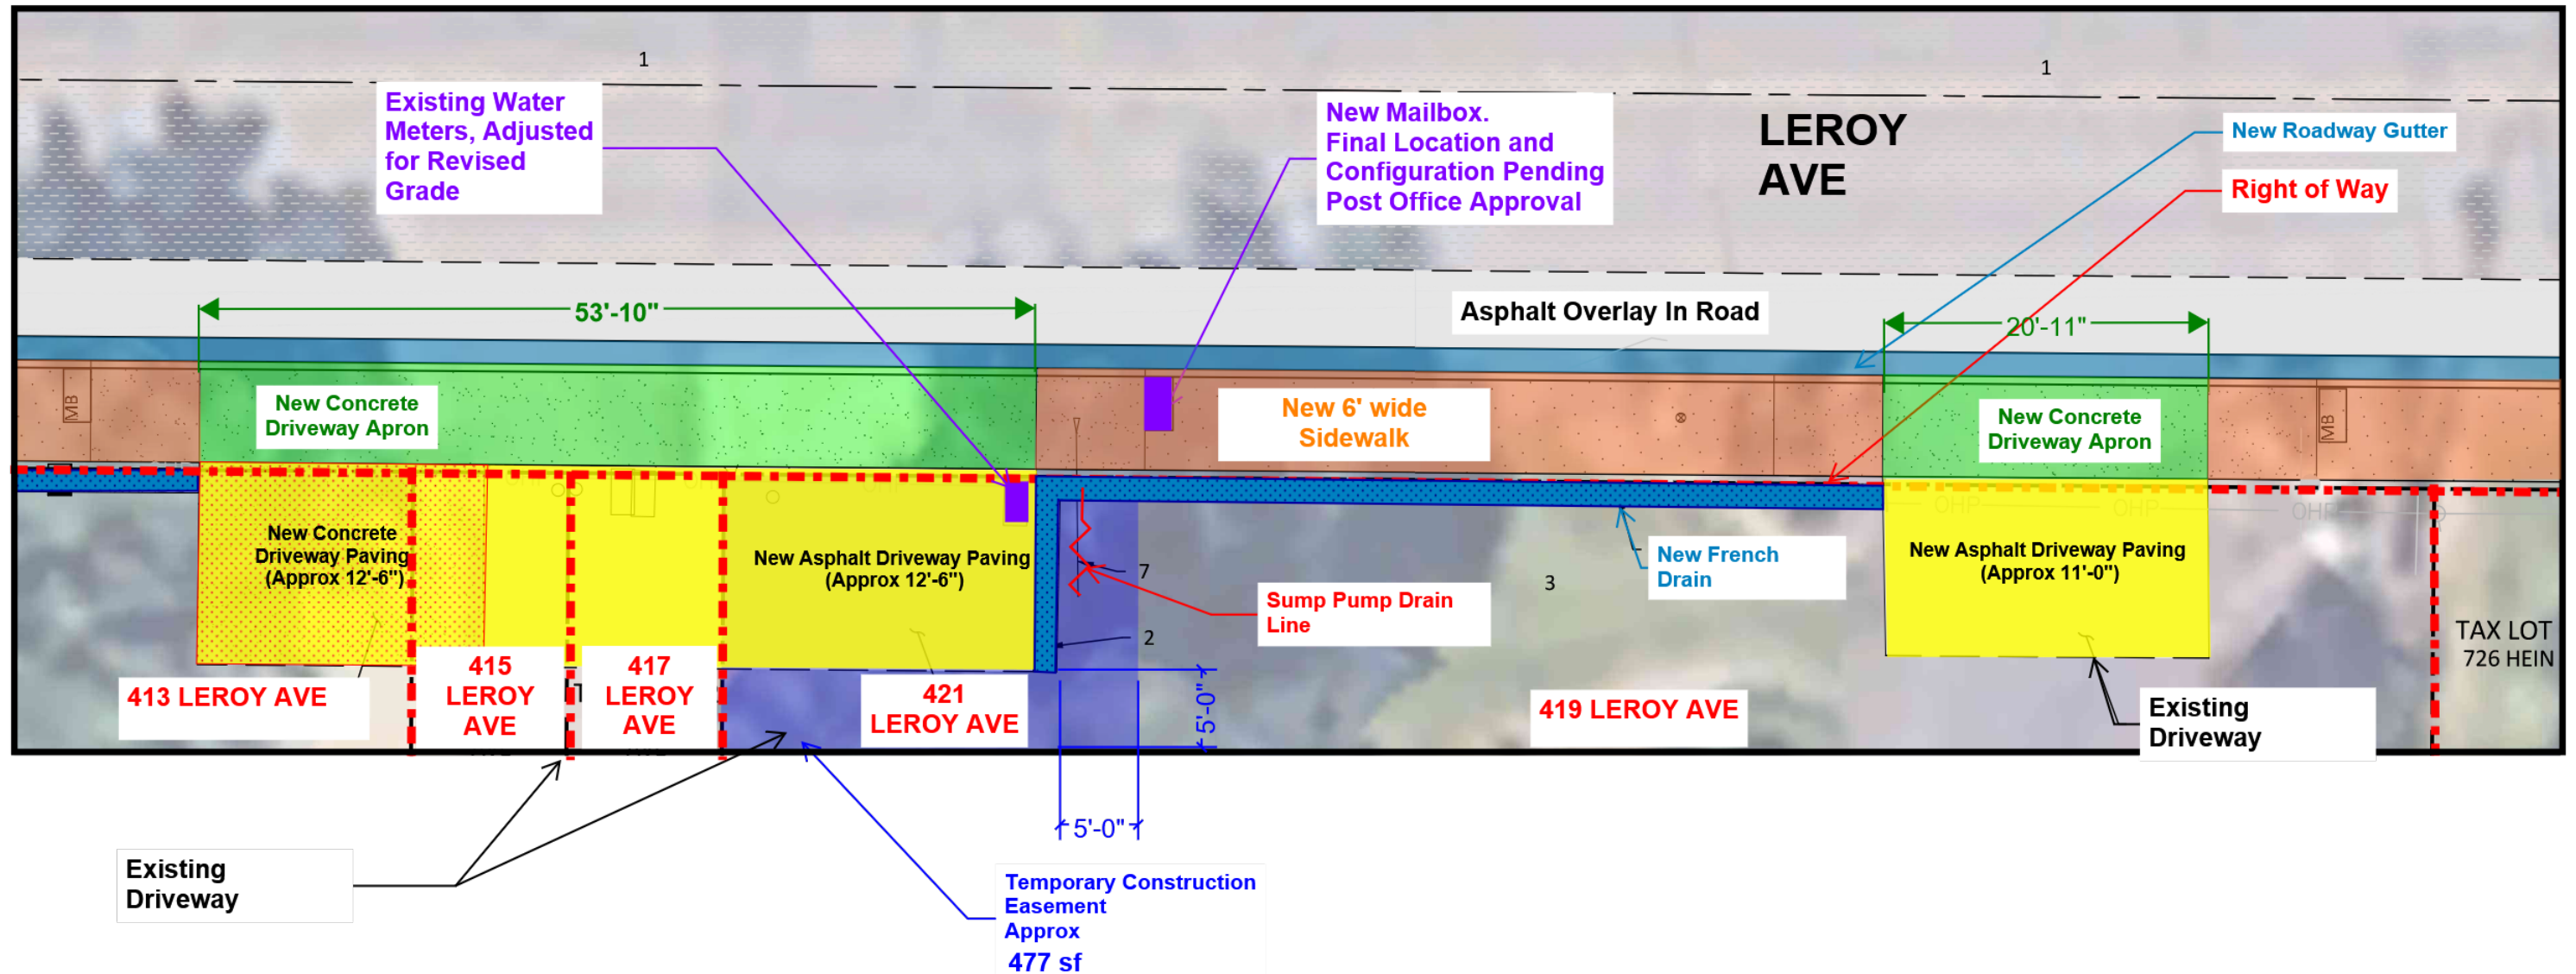 1
1
Existing Water
Meters, Adjusted
for Revised
Grade
New Mailbox.
Final Location and
Configuration Pending
Post Office Approval
LEROY
AVE
New Roadway Gutter
Right of Way
53'-10"
Asphalt Overlay In Road
20'-11"
MB
New Concrete
Driveway Apron
New 6' wide
Sidewalk
New Concrete
Driveway Apron
MB
New Concrete
Driveway Paving
(Approx 12'-6")
New Asphalt Driveway Paving
(Approx 12'-6")
7
2
Sump Pump Drain
Line
3
New French
Drain
OHP
OHP
OHP
New Asphalt Driveway Paving
(Approx 11'-0")
TAX LOT
726 HEIN
413 LEROY AVE
415
LEROY
AVE
417
LEROY
AVE
421
LEROY AVE
5'-0"
419 LEROY AVE
Existing
Driveway
5'-0"
Existing
Driveway
Temporary Construction
Easement
Approx
477 sf